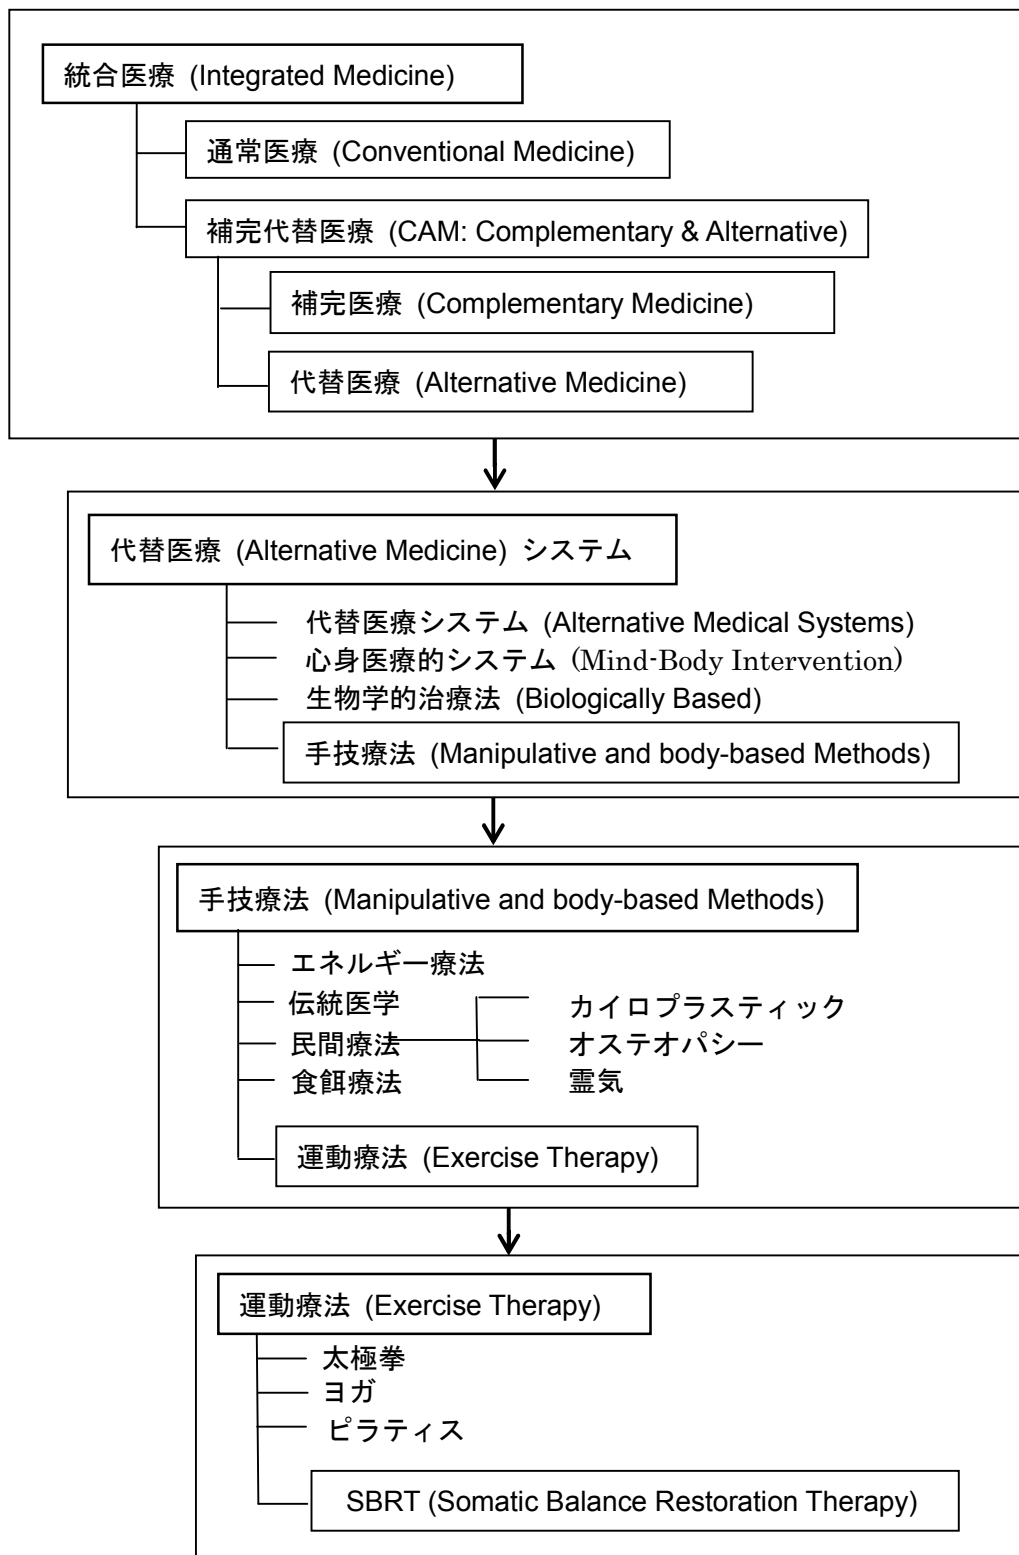 統合医療 (Integrated Medicine)
通常医療 (Conventional Medicine)
補完代替医療 (CAM: Complementary & Alternative)
補完医療 (Complementary Medicine)
代替医療 (Alternative Medicine)
代替医療 (Alternative Medicine) システム
代替医療システム (Alternative Medical Systems)
心身医療的システム (Mind-Body Intervention)
生物学的治療法 (Biologically Based)
手技療法 (Manipulative and body-based Methods)
手技療法 (Manipulative and body-based Methods)
エネルギー療法
伝統医学 カイロプラスティック
民間療法 オステオパシー
食餌療法 霊気
運動療法 (Exercise Therapy)
運動療法 (Exercise Therapy)
太極拳
ヨガ
ピラティス
SBRT (Somatic Balance Restoration Therapy)